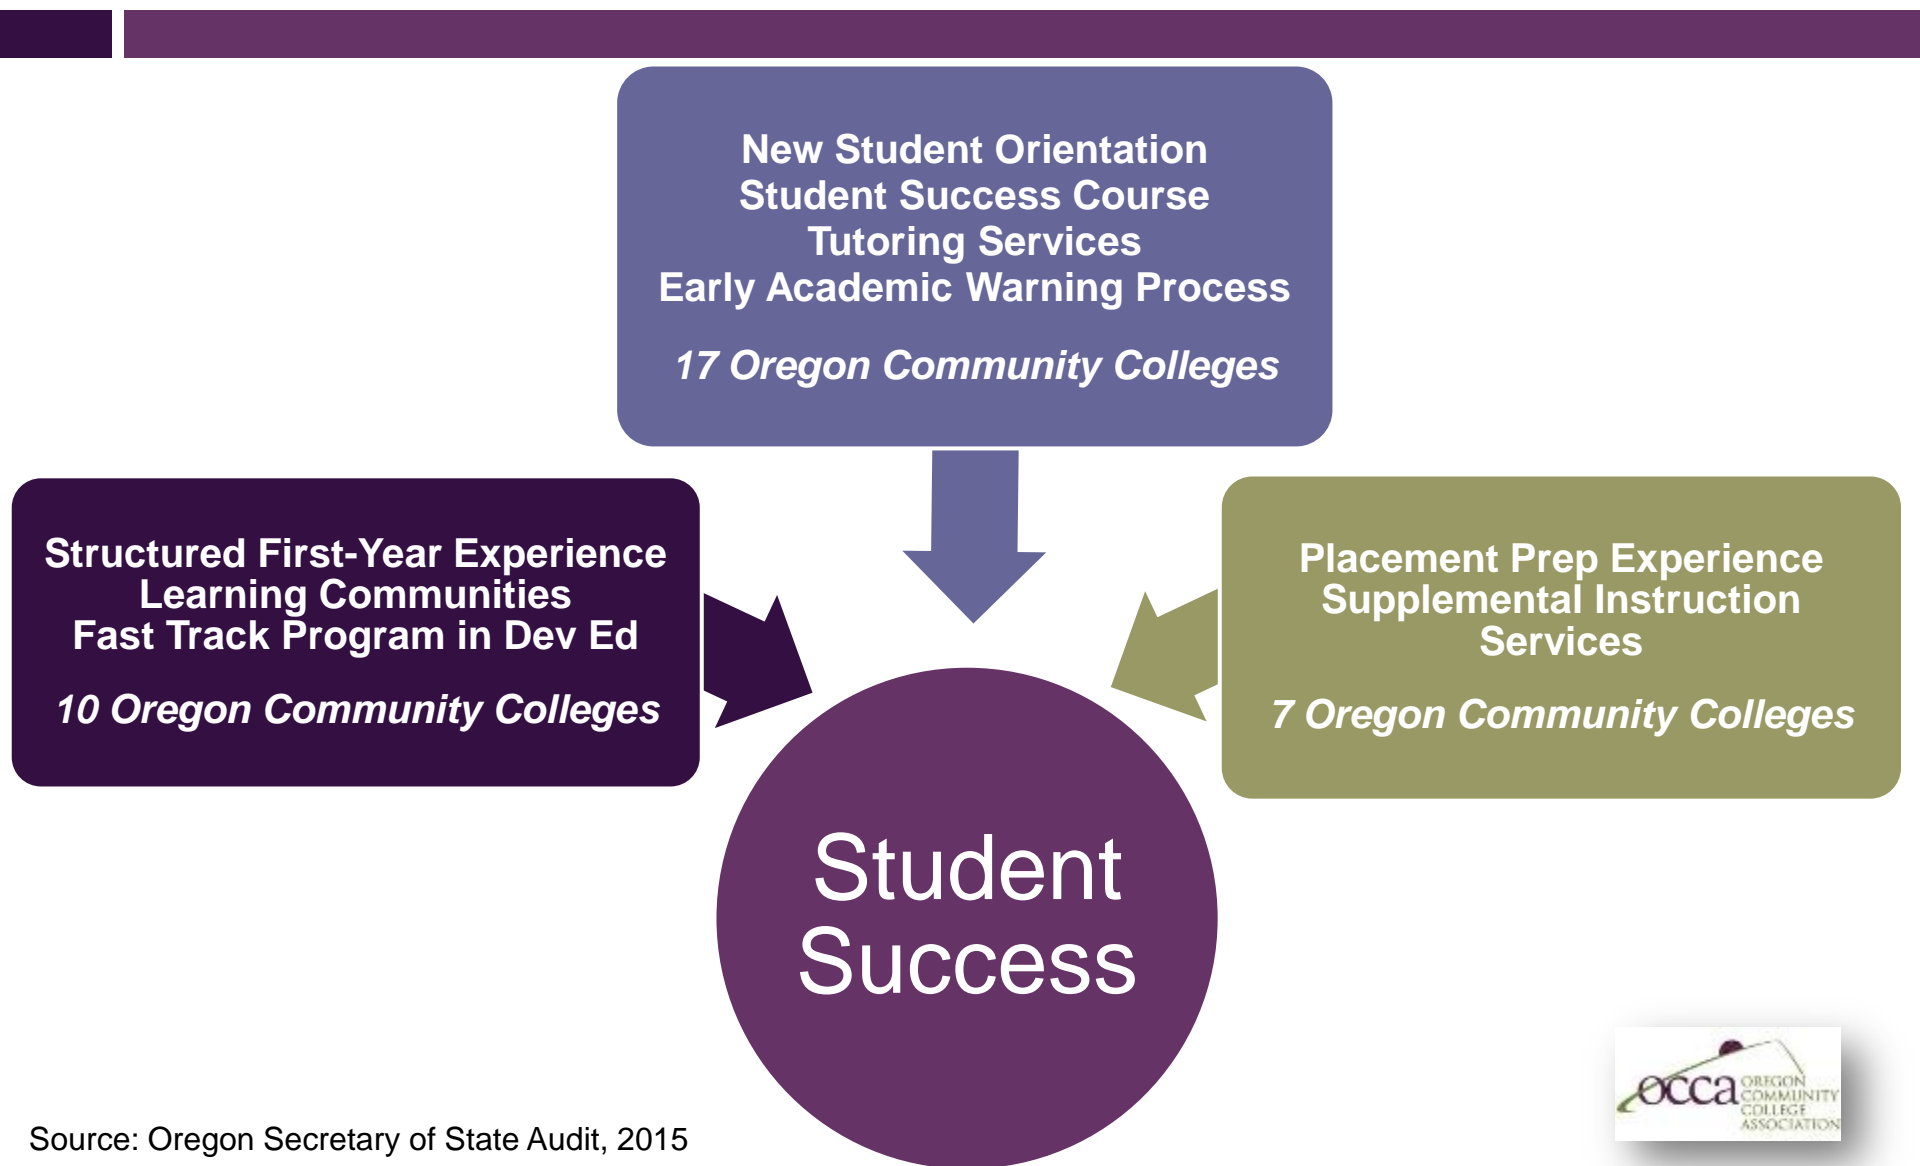 New Student Orientation
Student Success Course
Tutoring Services
Early Academic Warning Process
17 Oregon Community Colleges
Structured First-Year Experience
Learning Communities
Fast Track Program in Dev Ed
10 Oregon Community Colleges
Placement Prep Experience
Supplemental Instruction
Services
7 Oregon Community Colleges
Student
Success
Source: Oregon Secretary of State Audit, 2015
occa
OREGON
COMMUNITY
COLLEGE
ASSOCIATION